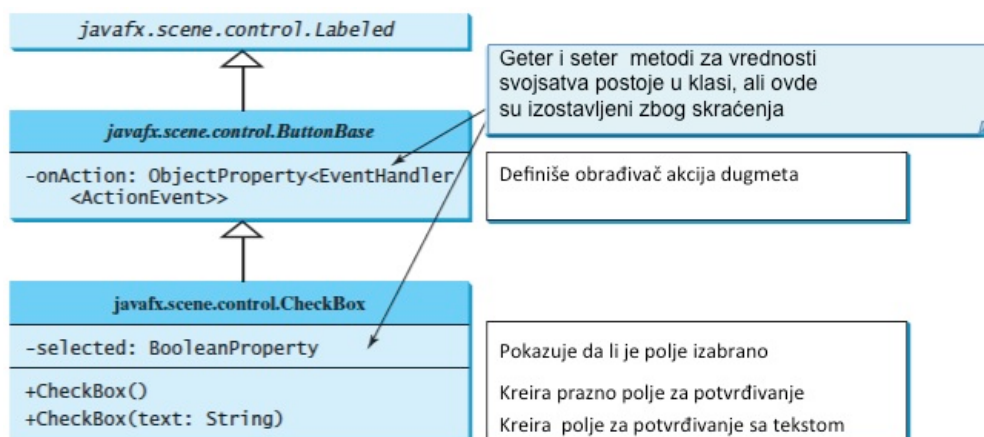 javafx.scene.control.Labeled
Geter i seter metodi za vrednosti
svojsatva postoje u klasi, ali ovde
su izostavljeni zbog skraćenja
javafx.scene.control.ButtonBase
-onAction: ObjectProperty<EventHandler
<ActionEvent>>
Definiše obrađivač akcija dugmeta
javafx.scene.control.CheckBox
-selected: BooleanProperty
Pokazuje da li je polje izabrano
+CheckBox()
Kreira prazno polje za potvrđivanje
+CheckBox(text: String)
Kreira polje za potvrđivanje sa tekstom